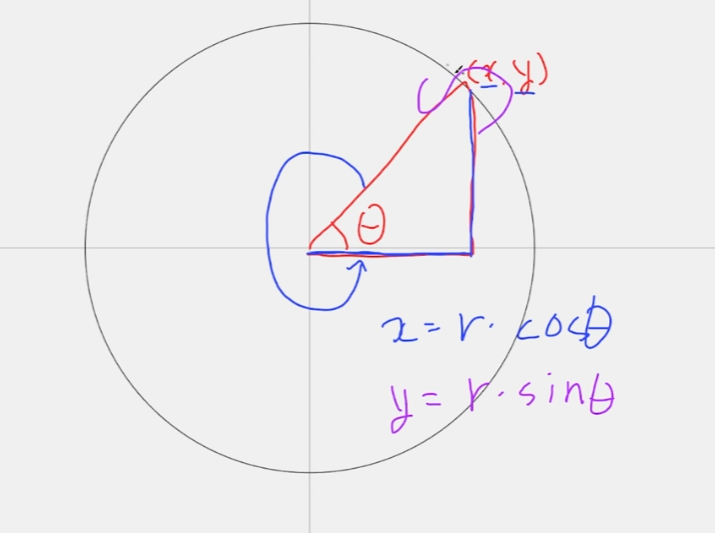 (x, y)
θ
x = r · cosθ
y = r · sinθ